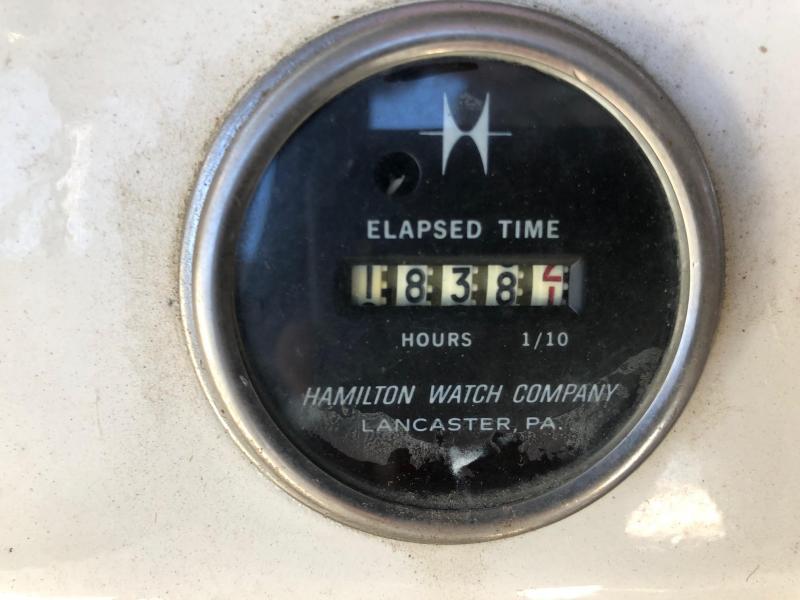 ELAPSED TIME
1838
HOURS 1/10
HAMILTON WATCH COMPANY
LANCASTER, PA.